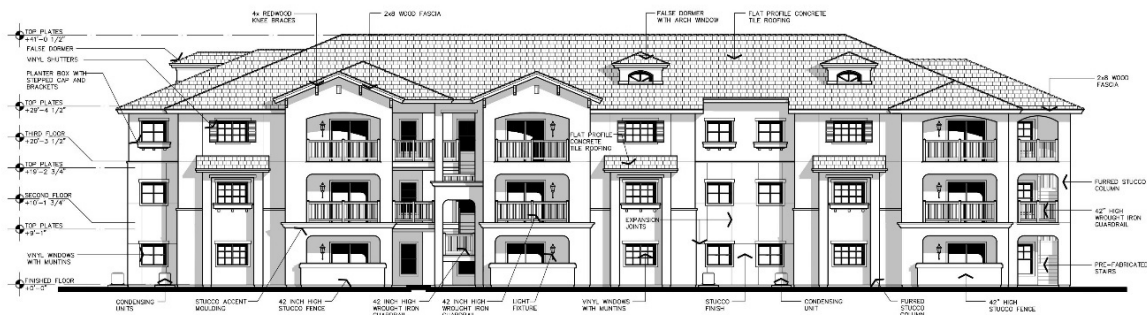 4x REDWOOD
KNEE BRACES
2x8 WOOD FASCIA
FALSE DORMER
WITH ARCH WINDOW
FLAT PROFILE CONCRETE
TILE ROOFING
TOP PLATES
+41'-0 1/2"
FALSE DORMER
VINYL SHUTTERS
PLANTER BOX WITH
STEPPED CAP AND
BRACKETS
2x8 WOOD
FASCIA
TOP PLATES
+29'-4 1/2"
THIRD FLOOR
+20'-3 1/2"
FLAT PROFILE
CONCRETE
TILE ROOFING
TOP PLATES
+19'-2 3/4"
SECOND FLOOR
+10'-1 3/4"
FURRED STUCCO
COLUMN
TOP PLATES
+9'-1"
EXPANSION
JOINTS
42" HIGH
WROUGHT IRON
GUARDRAIL
VINYL WINDOWS
WITH MUNTINS
PRE-FABRICATED
STAIRS
FINISHED FLOOR
CONDENSING
UNITS
STUCCO ACCENT
MOULDING
42 INCH HIGH
STUCCO FENCE
42 INCH HIGH
WROUGHT IRON
GUARDRAIL
42 INCH HIGH
WROUGHT IRON
GUARDRAIL
LIGHT
FIXTURE
VINYL WINDOWS
WITH MUNTINS
STUCCO
FINISH
CONDENSING
UNIT
FURRED
STUCCO
COLUMN
42" HIGH
STUCCO FENCE